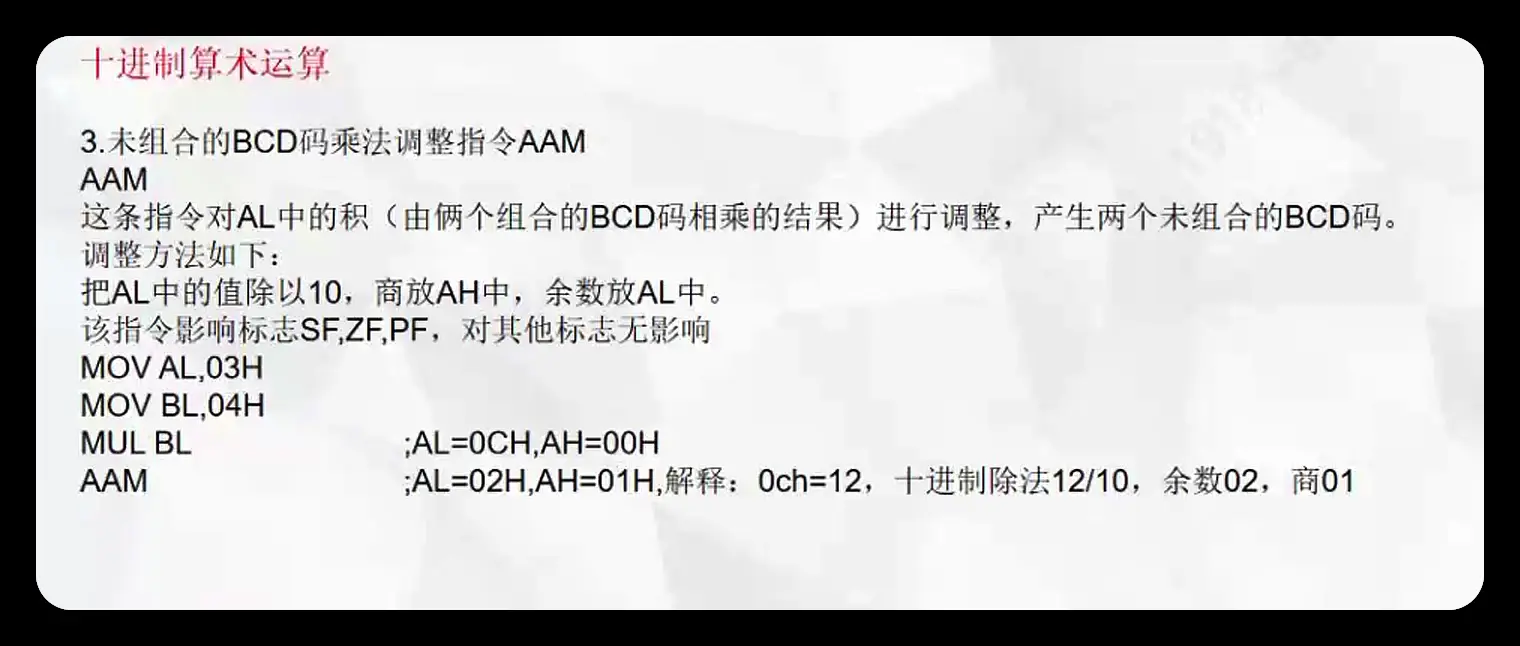 十进制算术运算
3.未组合的BCD码乘法调整指令AAM
AAM
这条指令对AL中的积（由俩个组合的BCD码相乘的结果）进行调整，产生两个未组合的BCD码。
调整方法如下：
把AL中的值除以10，商放AH中，余数放AL中。
该指令影响标志SF,ZF,PF，对其他标志无影响
MOV AL,03H
MOV BL,04H
MUL BL ;AL=0CH,AH=00H
AAM ;AL=02H,AH=01H,解释：0ch=12，十进制除法12/10，余数02，商01